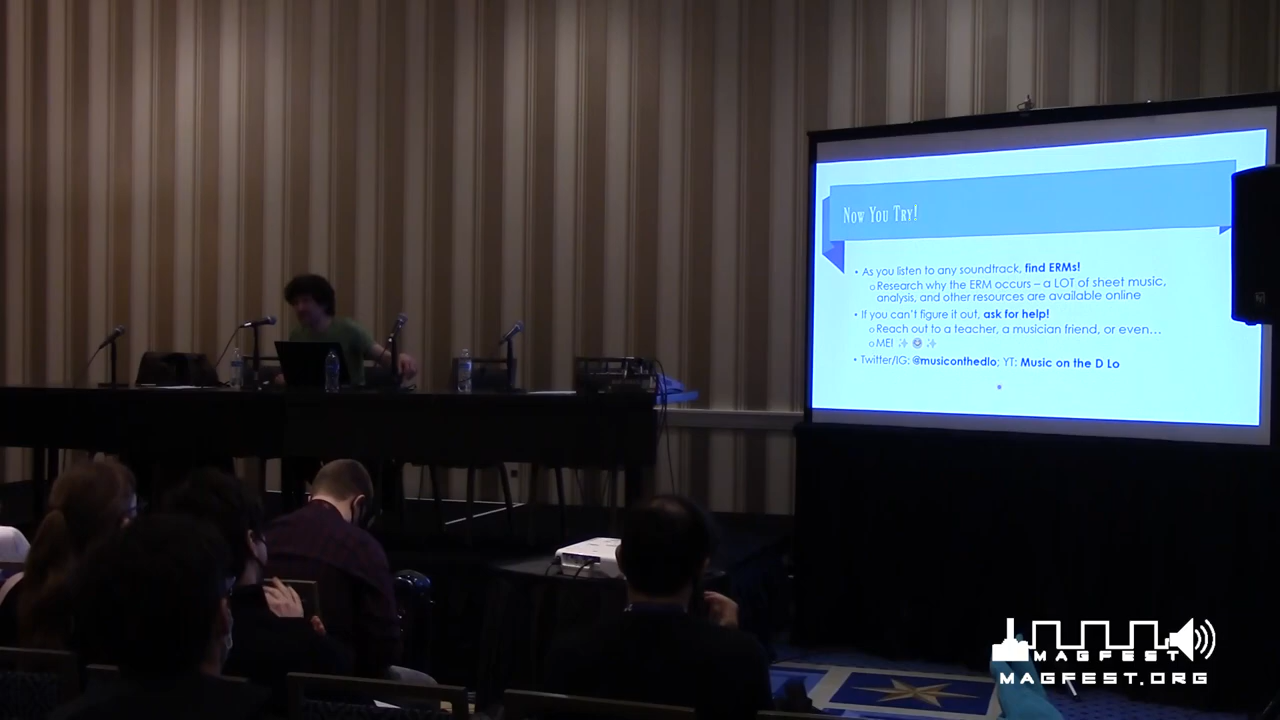 Now You Try!
• As you listen to any soundtrack, find ERMs!
o Research why the ERM occurs – a LOT of sheet music,
analysis, and other resources are available online
• If you can't figure it out, ask for help!
o Reach out to a teacher, a musician friend, or even…
o ME! ✨ 😊 ✨
• Twitter/IG: @musiconthedlo; YT: Music on the D Lo
MAGFEST
MAGFEST.ORG